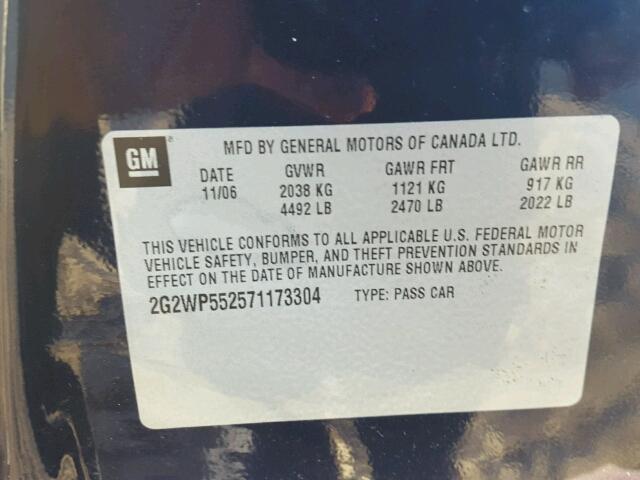 GM
MFD BY GENERAL MOTORS OF CANADA LTD.
DATE GVWR GAWR FRT GAWR RR
11/06 2038 KG 1121 KG 917 KG
4492 LB 2470 LB 2022 LB
THIS VEHICLE CONFORMS TO ALL APPLICABLE U.S. FEDERAL MOTOR
VEHICLE SAFETY, BUMPER, AND THEFT PREVENTION STANDARDS IN
EFFECT ON THE DATE OF MANUFACTURE SHOWN ABOVE.
2G2WP552571173304 TYPE: PASS CAR